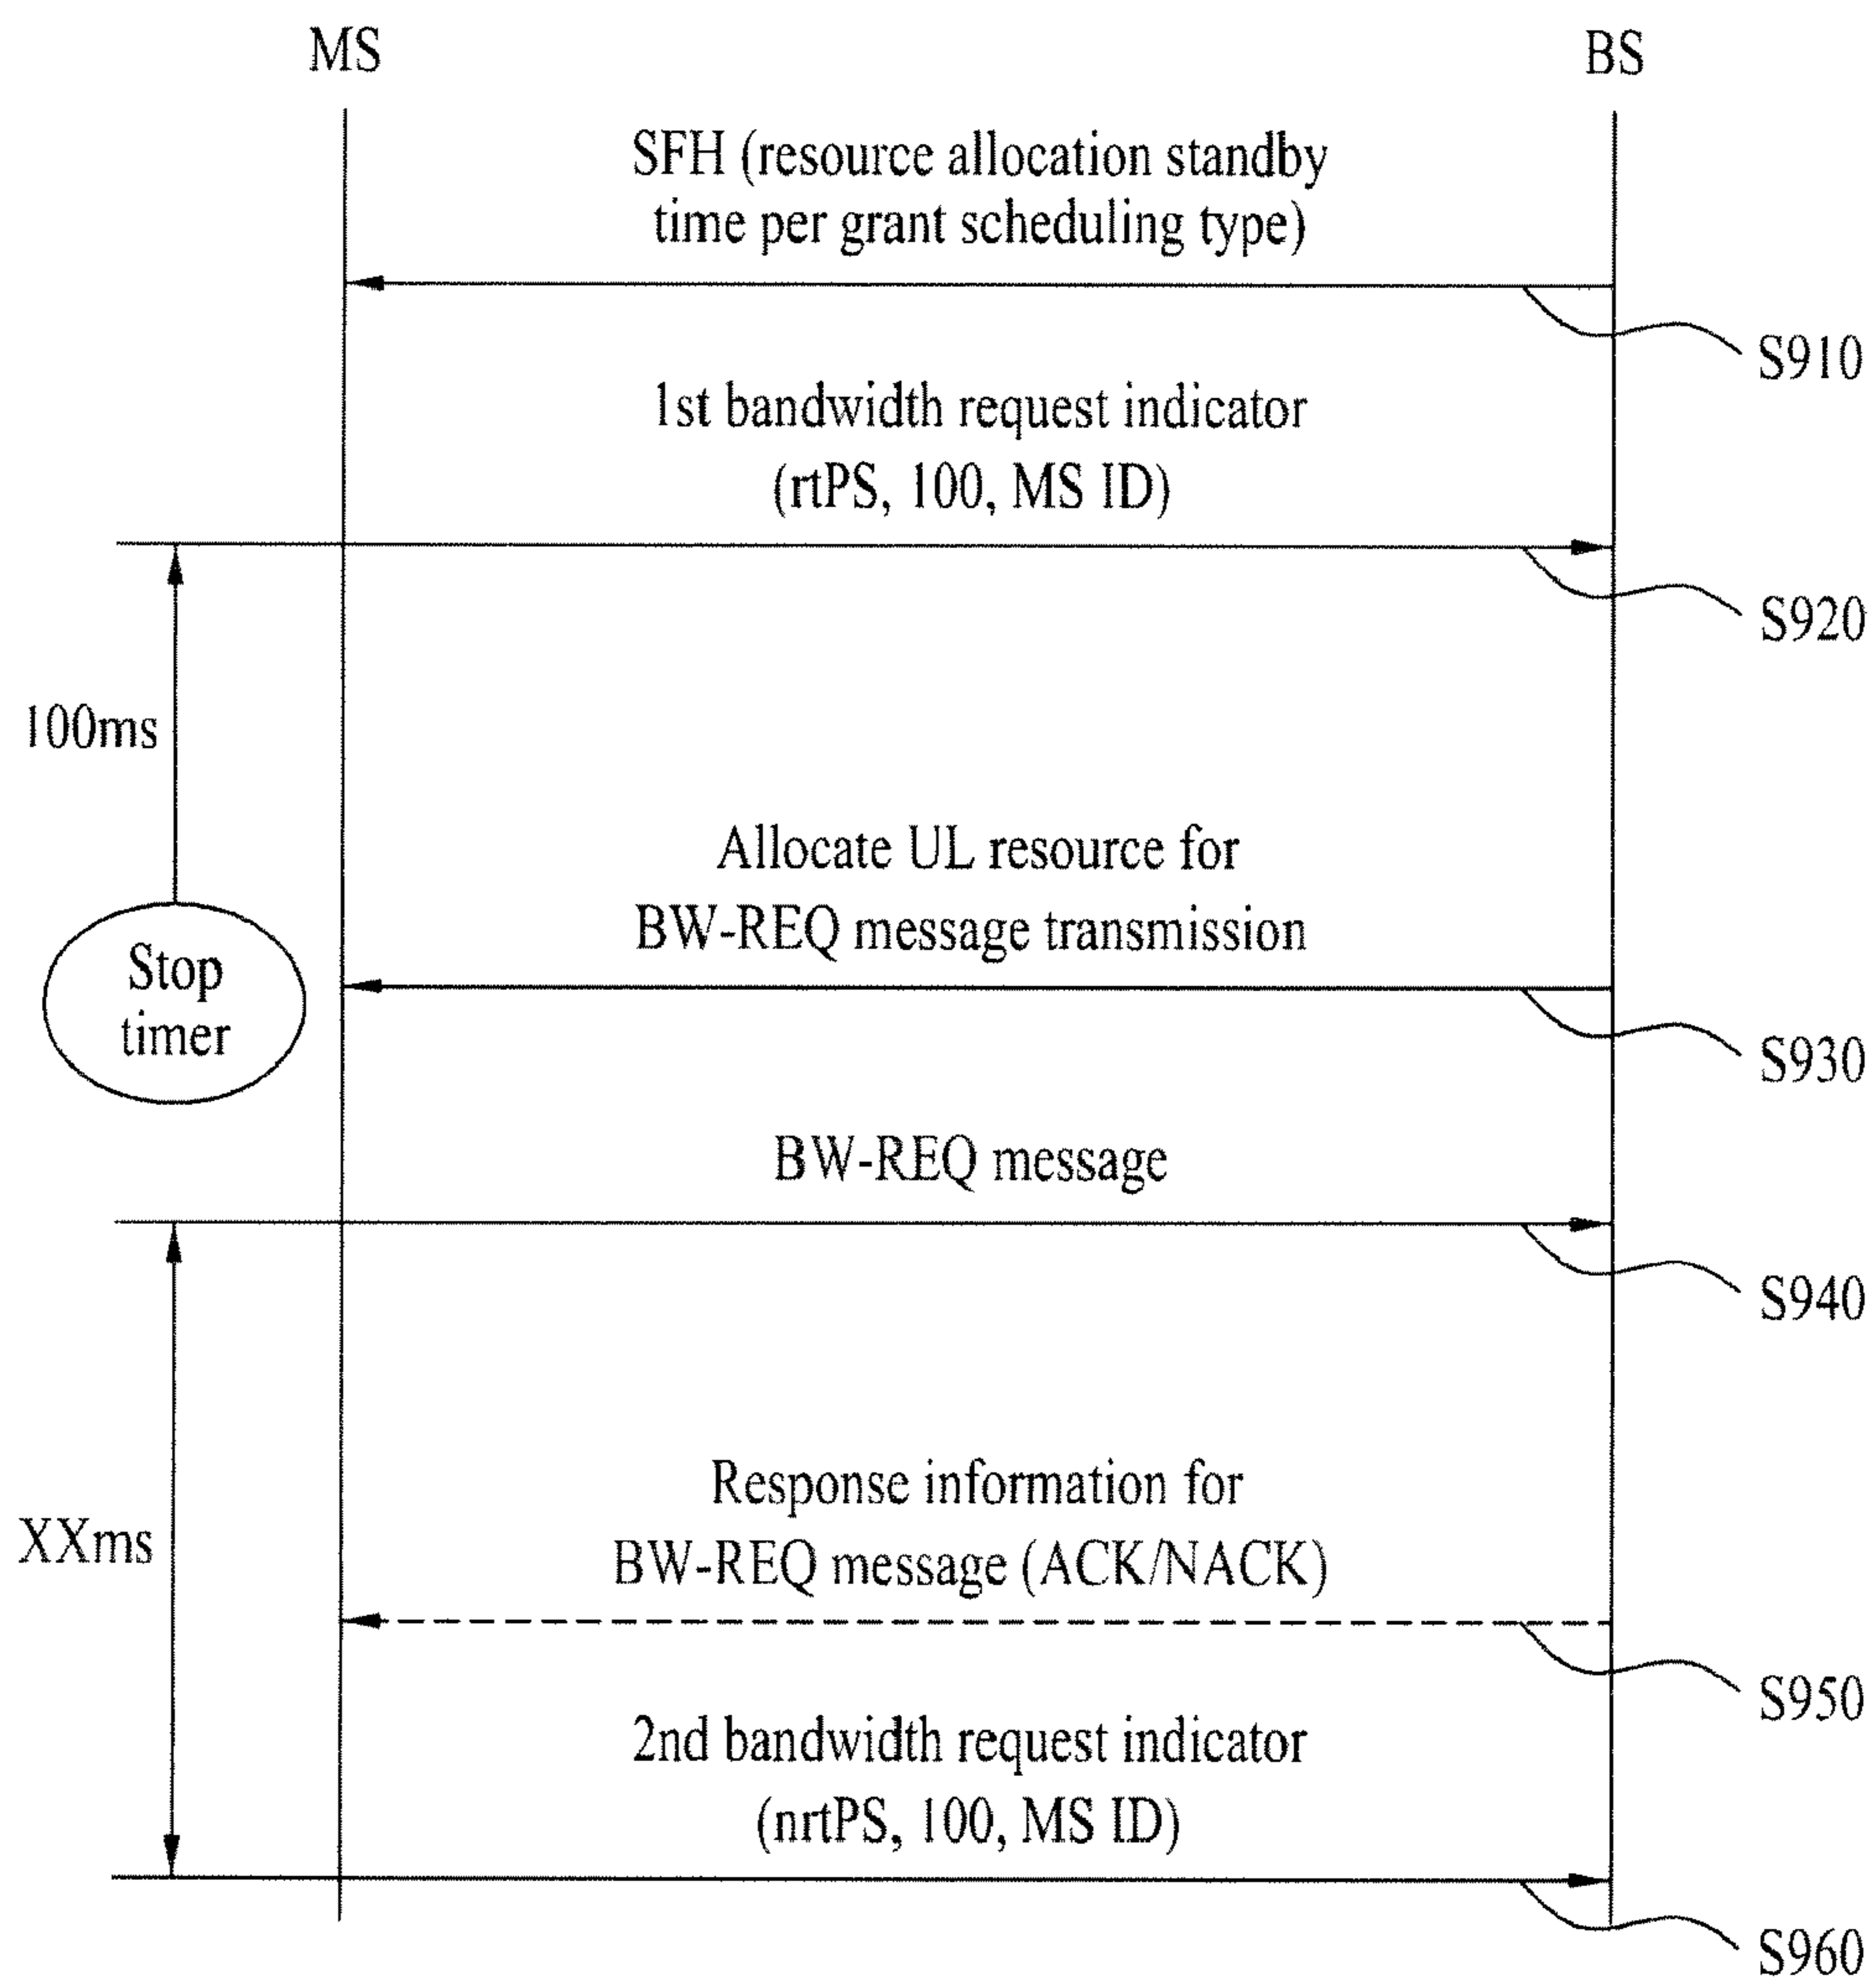 MS
BS
SFH (resource allocation standby
time per grant scheduling type)
S910
1st bandwidth request indicator
(rtPS, 100, MS ID)
S920
100ms
Allocate UL resource for
BW-REQ message transmission
Stop
timer
S930
BW-REQ message
S940
Response information for
XXms
BW-REQ message (ACK/NACK)
S950
2nd bandwidth request indicator
(nrtPS, 100, MS ID)
S960